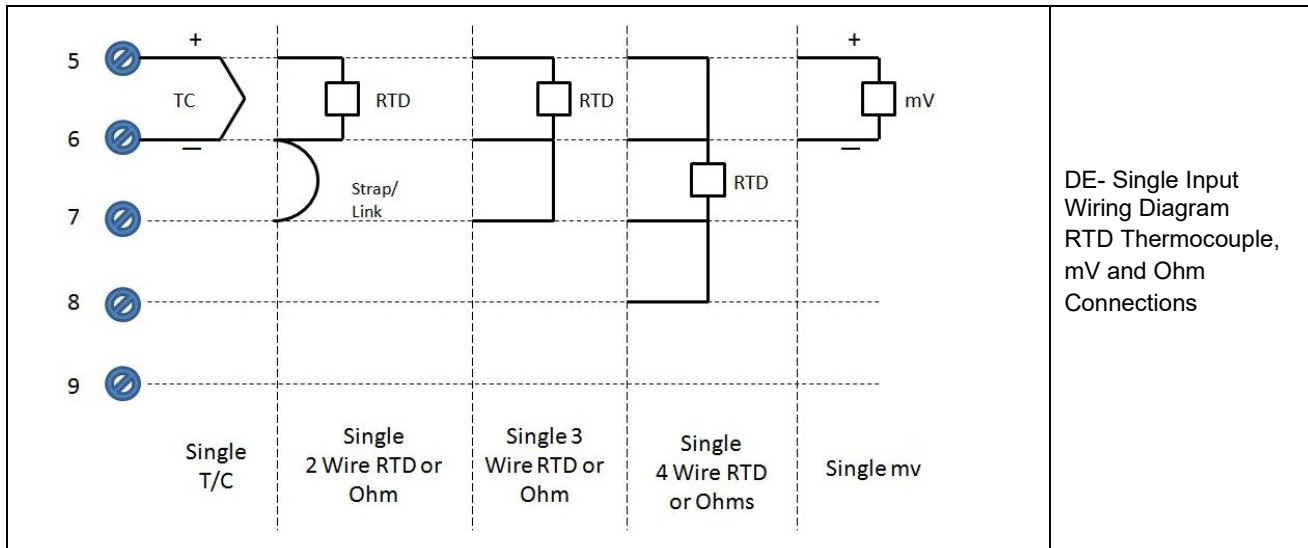 5
6
7
8
9
+
TC
—
RTD
Strap/
Link
RTD
RTD
+
mV
—
Single
T/C
Single
2 Wire RTD or
Ohm
Single 3
Wire RTD or
Ohm
Single
4 Wire RTD
or Ohms
Single mv
DE- Single Input
Wiring Diagram
RTD Thermocouple,
mV and Ohm
Connections